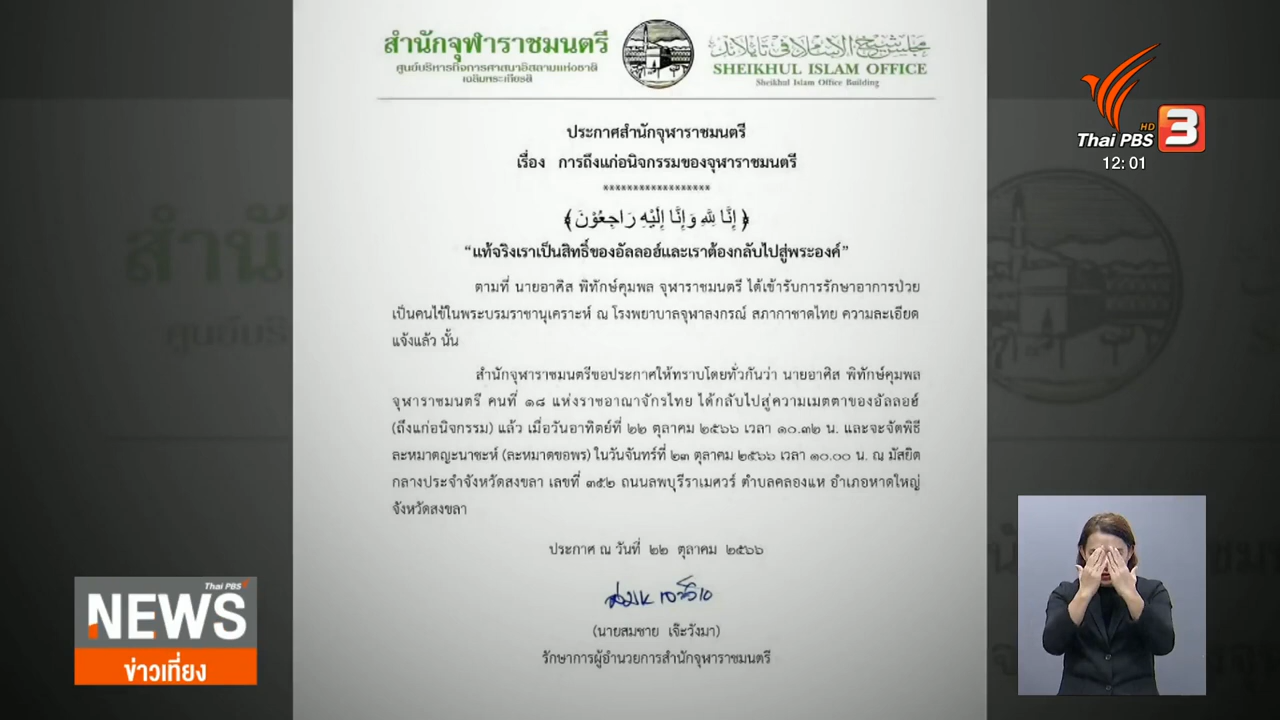 สำนักจุฬาราชมนตรี
ศูนย์บริหารกิจการศาสนาอิสลามแห่งชาติ
เฉลิมพระเกียรติ
مجلس شيخ الإسلام في تايلاند
SHEIKHUL ISLAM OFFICE
Sheikhul Islam Office Building
Thai PBS HD 3
12:01
ประกาศสำนักจุฬาราชมนตรี
เรื่อง การถึงแก่อนิจกรรมของจุฬาราชมนตรี
******************
﴿ إِنَّا لِلَّهِ وَإِنَّا إِلَيْهِ رَاجِعُوْنَ ﴾
“แท้จริงเราเป็นสิทธิ์ของอัลลอฮ์และเราต้องกลับไปสู่พระองค์”
ตามที่ นายอาศิส พิทักษ์คุมพล จุฬาราชมนตรี ได้เข้ารับการรักษาอาการป่วย
เป็นคนไข้ในพระบรมราชานุเคราะห์ ณ โรงพยาบาลจุฬาลงกรณ์ สภากาชาดไทย ความละเอียด
แจ้งแล้ว นั้น
สำนักจุฬาราชมนตรีขอประกาศให้ทราบโดยทั่วกันว่า นายอาศิส พิทักษ์คุมพล
จุฬาราชมนตรี คนที่ ๑๘ แห่งราชอาณาจักรไทย ได้กลับไปสู่ความเมตตาของอัลลอฮ์
(ถึงแก่อนิจกรรม) แล้ว เมื่อวันอาทิตย์ที่ ๒๒ ตุลาคม ๒๕๖๖ เวลา ๑๐.๓๒ น. และจะจัดพิธี
ละหมาดญะนาซะห์ (ละหมาดขอพร) ในวันจันทร์ที่ ๒๓ ตุลาคม ๒๕๖๖ เวลา ๑๐.๐๐ น. ณ มัสยิด
กลางประจำจังหวัดสงขลา เลขที่ ๓๕๒ ถนนลพบุรีราเมศวร์ ตำบลคลองแห อำเภอหาดใหญ่
จังหวัดสงขลา
ประกาศ ณ วันที่ ๒๒ ตุลาคม ๒๕๖๖
(นายสมชาย เจ๊ะวังมา)
รักษาการผู้อำนวยการสำนักจุฬาราชมนตรี
Thai PBS
NEWS
ข่าวเที่ยง